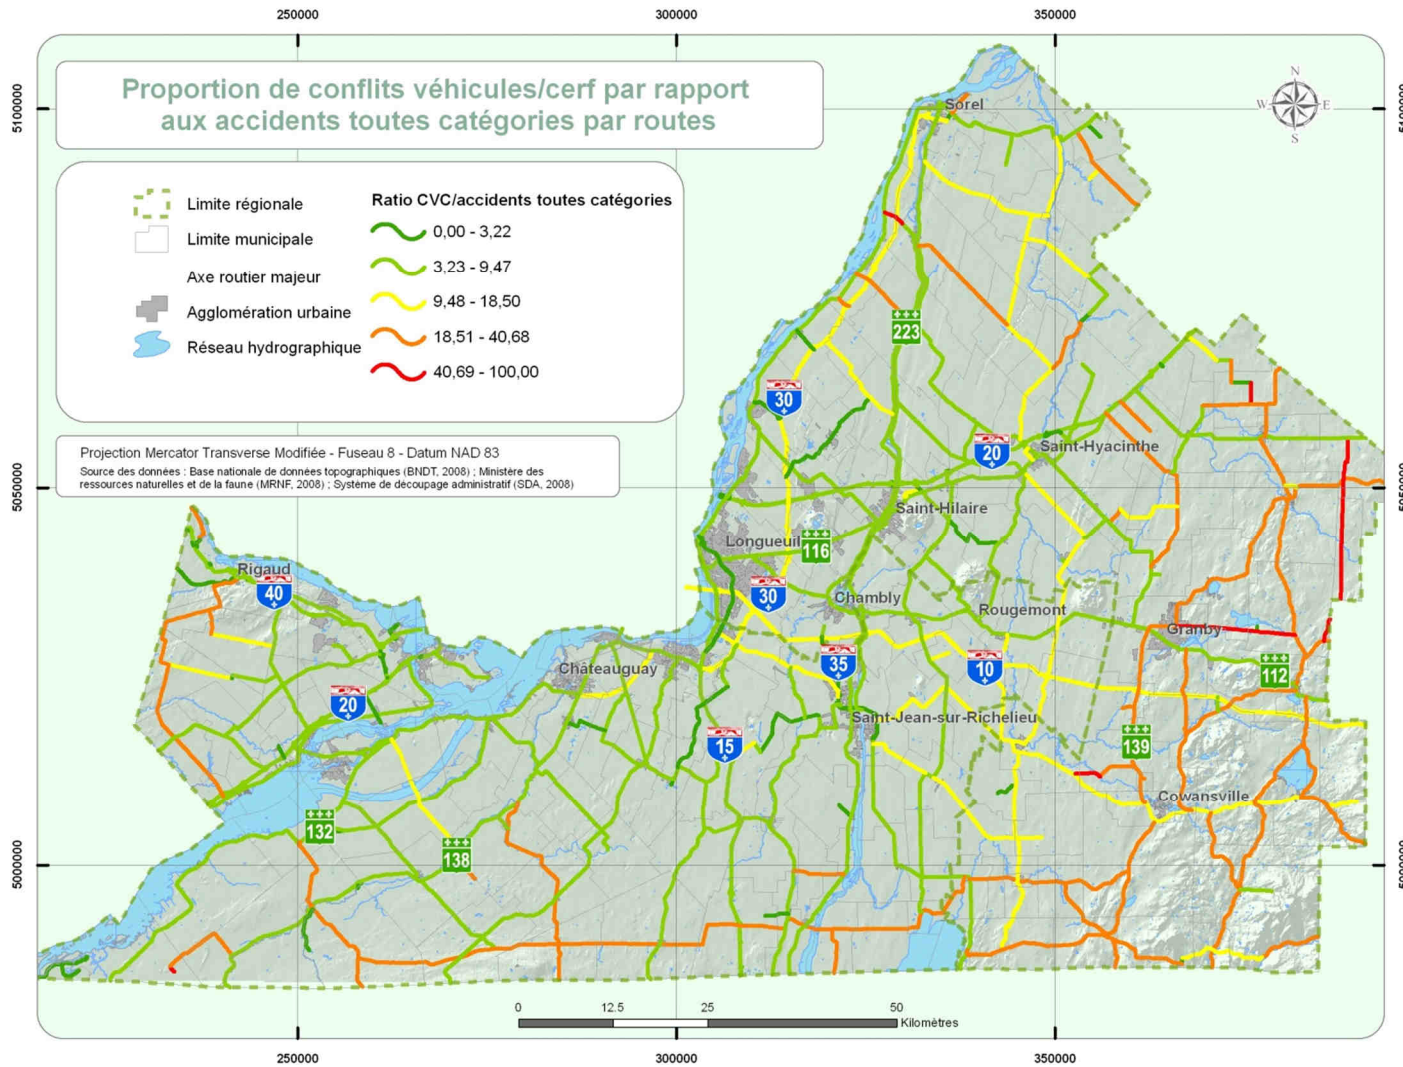 250000
300000
350000
Proportion de conflits véhicules/cerf par rapport
aux accidents toutes catégories par routes
N
W
E
S
5100000
5100000
Limite régionale
Limite municipale
Axe routier majeur
Agglomération urbaine
Réseau hydrographique
Ratio CVC/accidents toutes catégories
0,00 - 3,22
3,23 - 9,47
9,48 - 18,50
18,51 - 40,68
40,69 - 100,00
Projection Mercator Transverse Modifiée - Fuseau 8 - Datum NAD 83
Source des données : Base nationale de données topographiques (BNDT, 2008) ; Ministère des
ressources naturelles et de la faune (MRNF, 2008) ; Système de découpage administratif (SDA, 2008)
Sorel
223
30
20
Saint-Hyacinthe
5050000
5050000
Saint-Hilaire
Longueuil
116
Rigaud
40
30
Chambly
Rougemont
Granby
Châteauguay
35
10
112
20
Saint-Jean-sur-Richelieu
15
139
Cowansville
132
138
5000000
5000000
0
12.5
25
50
Kilomètres
250000
300000
350000